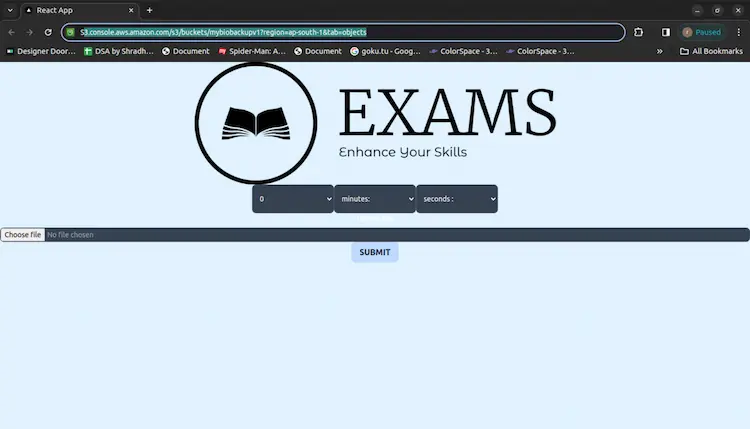 React App
S3.console.aws.amazon.com/s3/buckets/mybiobackupv1?region=ap-south-1&tab=objects
Paused
Designer Door…
DSA by Shradh…
Document
Spider-Man: A…
Document
goku.tu - Goog…
ColorSpace - 3…
ColorSpace - 3…
»
All Bookmarks
EXAMS
Enhance Your Skills
0
minutes:
seconds :
Choose file
No file chosen
SUBMIT